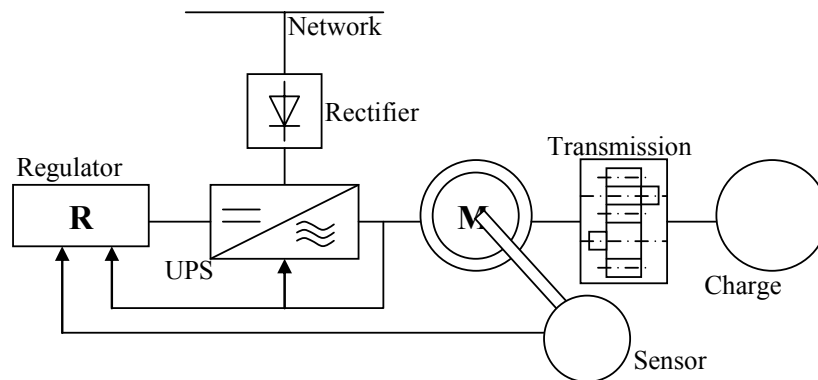 Network
Rectifier
Transmission
Regulator
R
M
UPS
Charge
Sensor